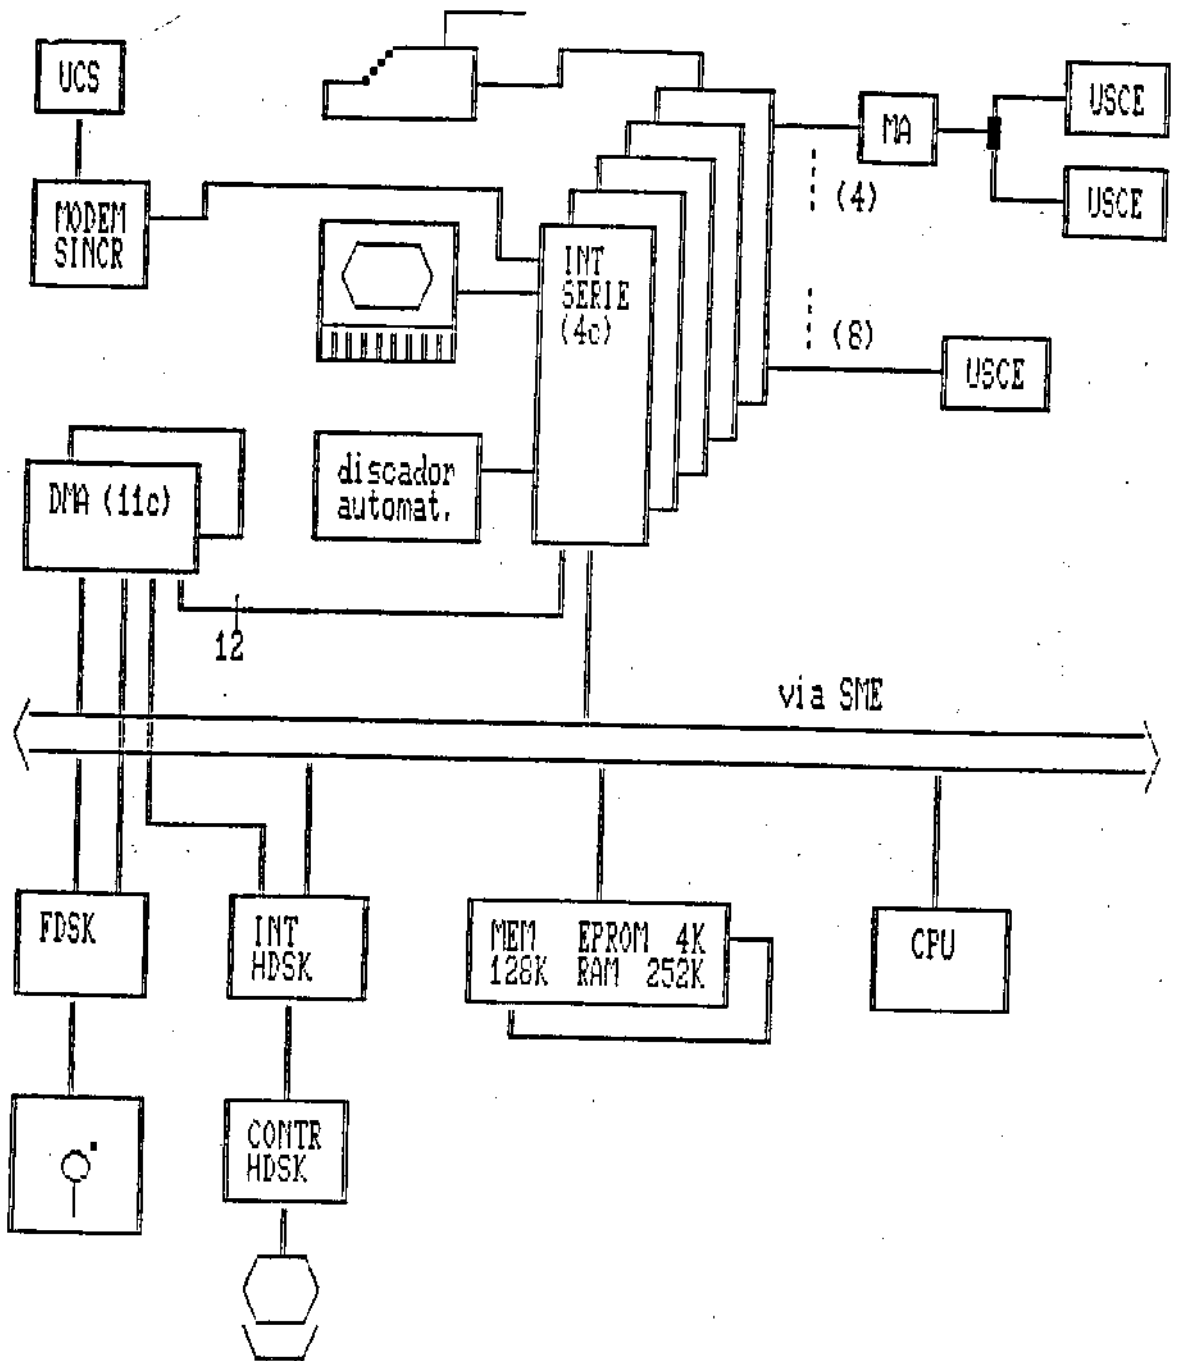 UCS
MODEM
SINCR
MA
USCE
USCE
(4)
INT
SERIE
(4c)
(8)
USCE
discador
automat.
DMA (11c)
12
via SME
FDSK
INT
HDSK
MEM EPROM 4K
128K RAM 252K
CPU
CONTR
HDSK